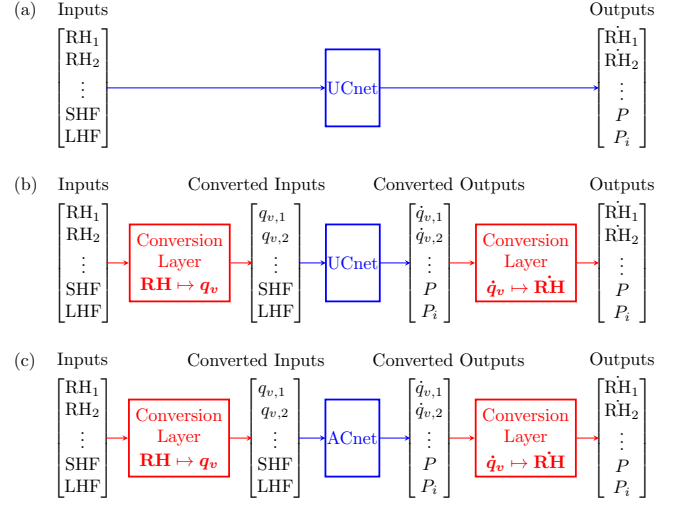 (a) Inputs Outputs
[RH₁ RH₂ ⋮ SHF LHF] UCnet [ṘH₁ ṘH₂ ⋮ P Pᵢ]
(b) Inputs Converted Inputs Converted Outputs Outputs
[RH₁ RH₂ ⋮ SHF LHF]
Conversion
Layer
RH ↦ qᵥ
[qᵥ,₁ qᵥ,₂ ⋮ SHF LHF]
UCnet
[q̇ᵥ,₁ q̇ᵥ,₂ ⋮ P Pᵢ]
Conversion
Layer
q̇ᵥ ↦ ṘH
[ṘH₁ ṘH₂ ⋮ P Pᵢ]
(c) Inputs Converted Inputs Converted Outputs Outputs
[RH₁ RH₂ ⋮ SHF LHF]
Conversion
Layer
RH ↦ qᵥ
[qᵥ,₁ qᵥ,₂ ⋮ SHF LHF]
ACnet
[q̇ᵥ,₁ q̇ᵥ,₂ ⋮ P Pᵢ]
Conversion
Layer
q̇ᵥ ↦ ṘH
[ṘH₁ ṘH₂ ⋮ P Pᵢ]